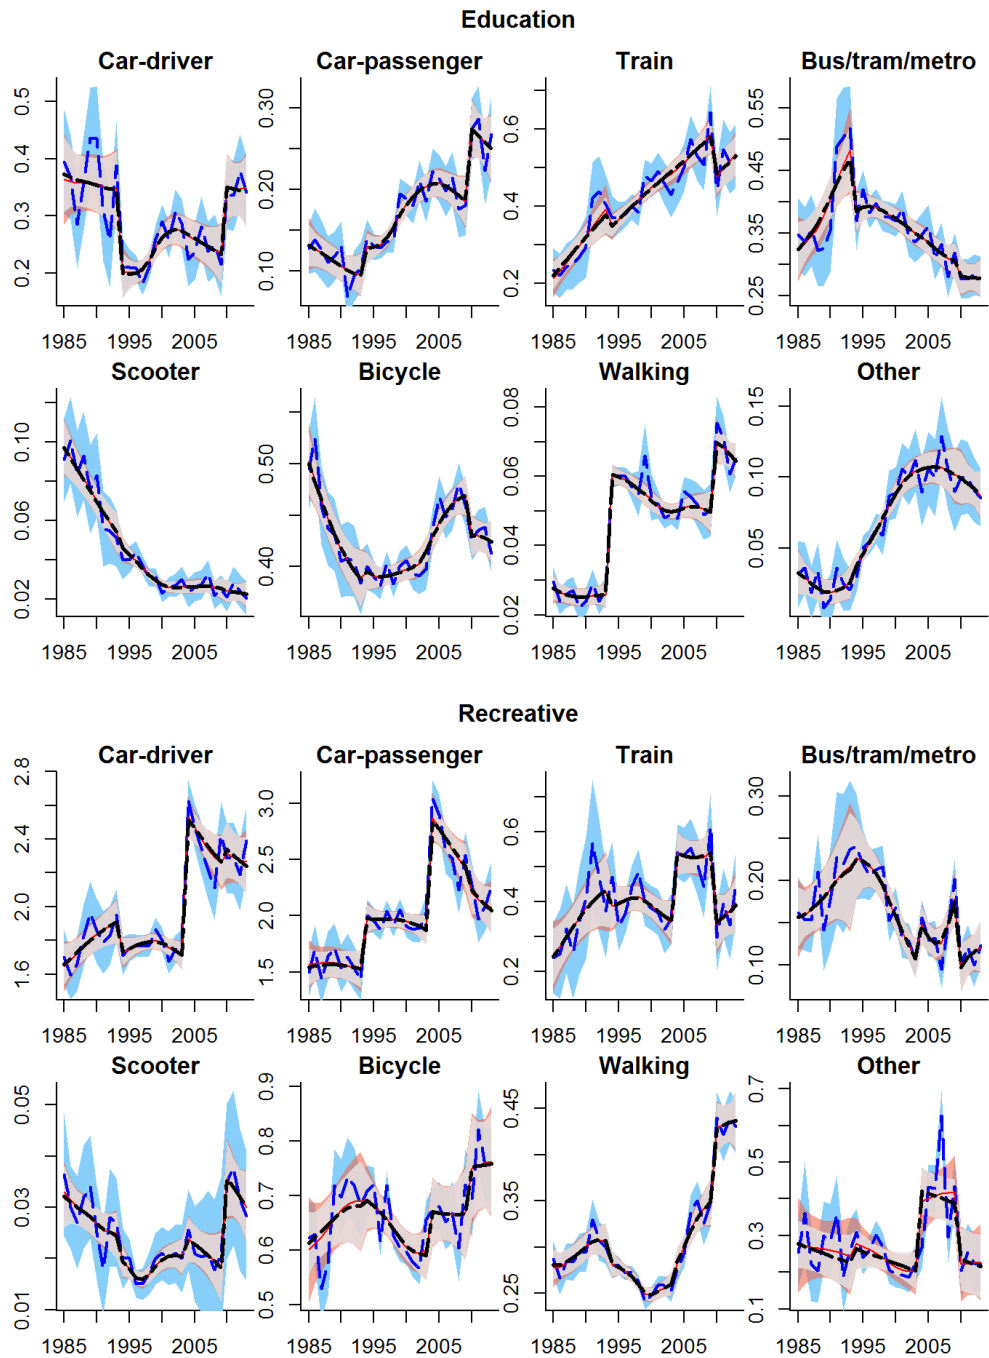 Education
Car-driver Car-passenger Train Bus/tram/metro
0.5 0.4 0.3 0.2
0.30 0.20 0.10
0.6 0.4 0.2
0.55 0.45 0.35 0.25
1985 1995 2005 1985 1995 2005 1985 1995 2005 1985 1995 2005
Scooter Bicycle Walking Other
0.10 0.06 0.02
0.50 0.40
0.08 0.06 0.04 0.02
0.15 0.10 0.05
1985 1995 2005 1985 1995 2005 1985 1995 2005 1985 1995 2005
Recreative
Car-driver Car-passenger Train Bus/tram/metro
2.8 2.4 2.0 1.6
3.0 2.5 2.0 1.5
0.6 0.4 0.2
0.30 0.20 0.10
1985 1995 2005 1985 1995 2005 1985 1995 2005 1985 1995 2005
Scooter Bicycle Walking Other
0.05 0.03 0.01
0.9 0.8 0.7 0.6 0.5
0.45 0.35 0.25
0.7 0.5 0.3 0.1
1985 1995 2005 1985 1995 2005 1985 1995 2005 1985 1995 2005